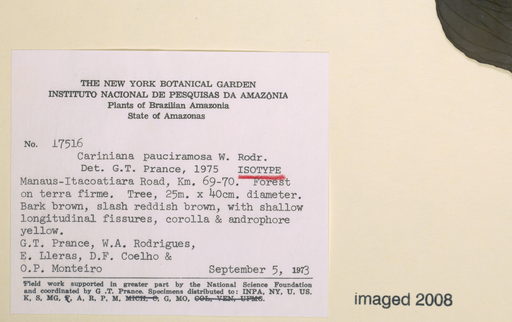 THE NEW YORK BOTANICAL GARDEN
INSTITUTO NACIONAL DE PESQUISAS DA AMAZÔNIA
Plants of Brazilian Amazonia
State of Amazonas
No. 17516
Cariniana pauciramosa W. Rodr.
Det. G.T. Prance, 1975 ISOTYPE
Manaus-Itacoatiara Road, Km. 69-70. Forest
on terra firme. Tree, 25m. x 40cm. diameter.
Bark brown, slash reddish brown, with shallow
longitudinal fissures, corolla & androphore
yellow.
G.T. Prance, W.A. Rodrigues,
E. Lleras, D.F. Coelho &
O.P. Monteiro September 5, 1973
Field work supported in greater part by the National Science Foundation
and coordinated by G .T. Prance. Specimens distributed to: INPA, NY, U, US.
K, S, MG, F, A, R, P, M, MICH, C, G, MO, COL, VEN, UFMG.
imaged 2008